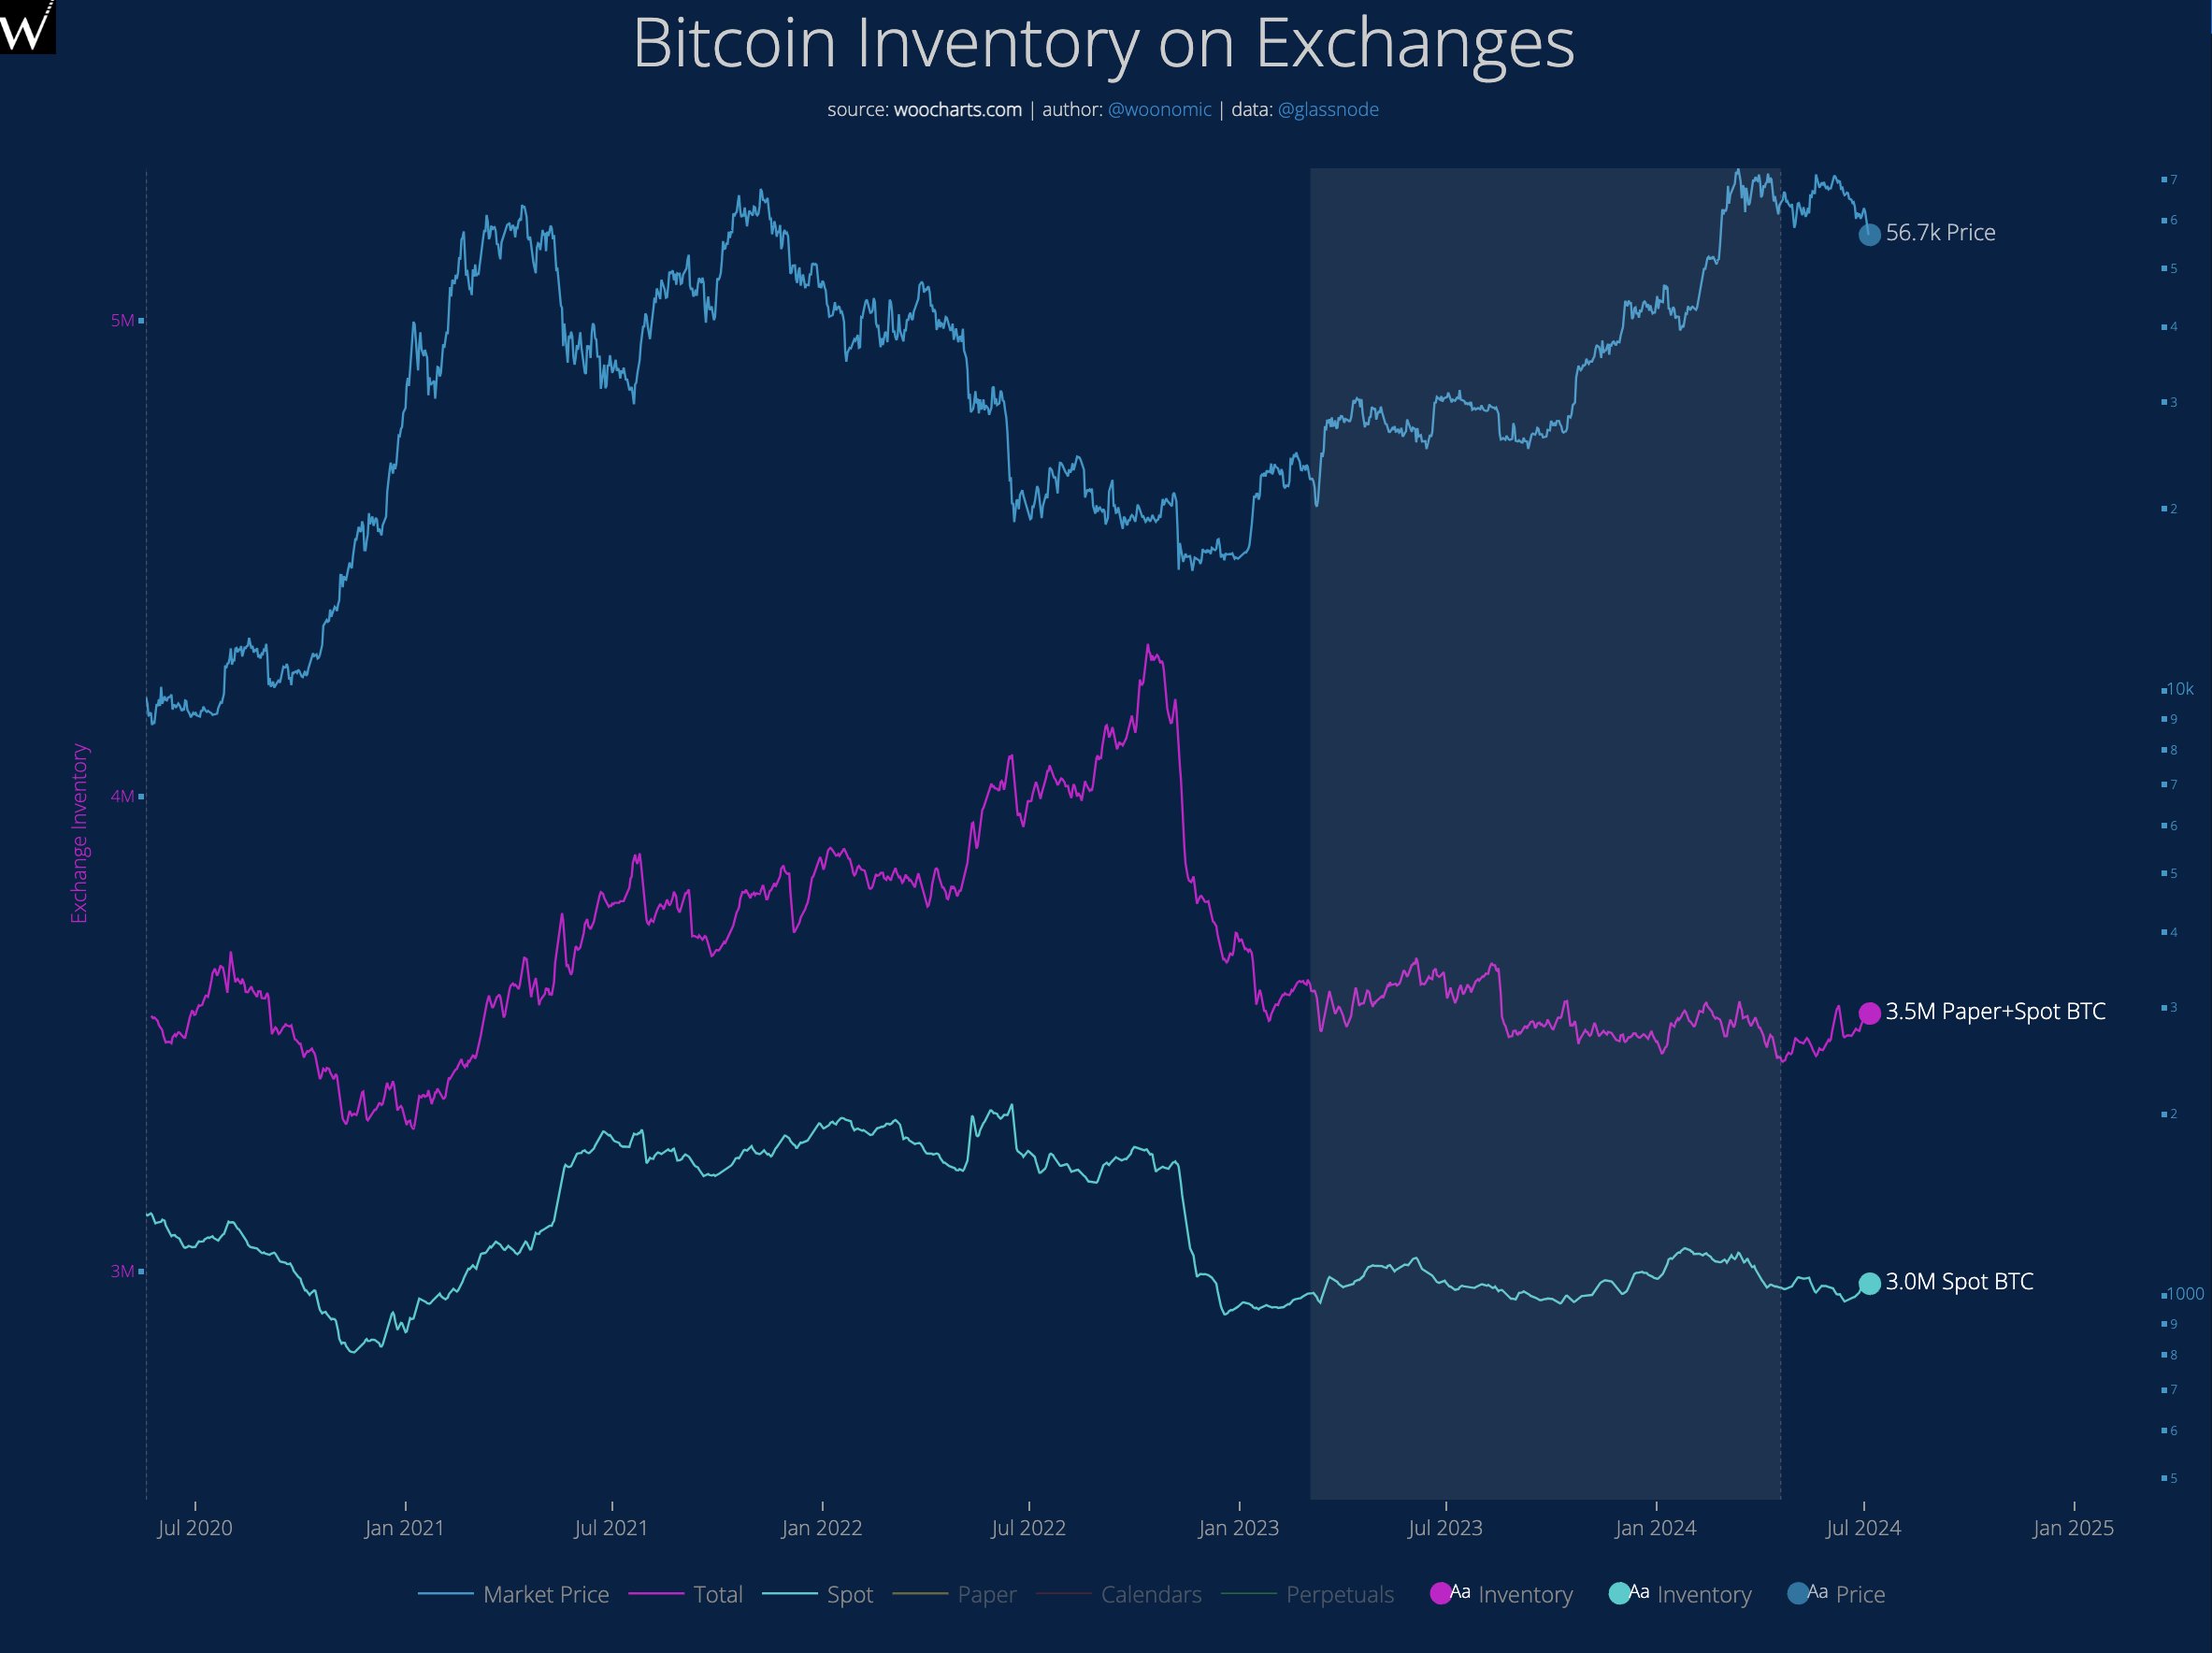 W
Bitcoin Inventory on Exchanges
source: woocharts.com | author: @woonomic | data: @glassnode
Exchange Inventory
5M
4M
3M
7
6
5
4
3
2
10k
9
8
7
6
5
4
3
2
1000
9
8
7
6
5
56.7k Price
3.5M Paper+Spot BTC
3.0M Spot BTC
Jul 2020 Jan 2021 Jul 2021 Jan 2022 Jul 2022 Jan 2023 Jul 2023 Jan 2024 Jul 2024 Jan 2025
Market Price Total Spot Paper Calendars Perpetuals Aa Inventory Aa Inventory Aa Price